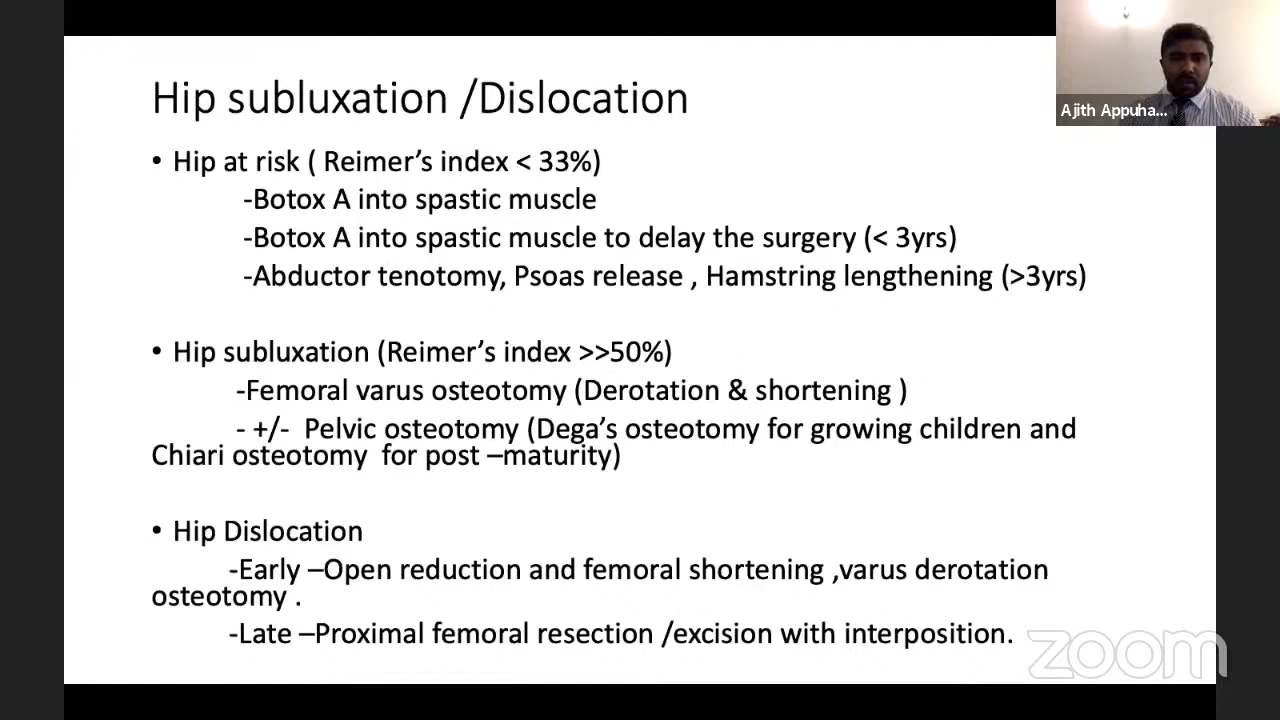 Hip subluxation /Dislocation
Ajith Appuha...
• Hip at risk ( Reimer’s index < 33%)
-Botox A into spastic muscle
-Botox A into spastic muscle to delay the surgery (< 3yrs)
-Abductor tenotomy, Psoas release , Hamstring lengthening (>3yrs)
• Hip subluxation (Reimer’s index >>50%)
-Femoral varus osteotomy (Derotation & shortening )
- +/- Pelvic osteotomy (Dega’s osteotomy for growing children and
Chiari osteotomy for post –maturity)
• Hip Dislocation
-Early –Open reduction and femoral shortening ,varus derotation
osteotomy .
-Late –Proximal femoral resection /excision with interposition.
zoom